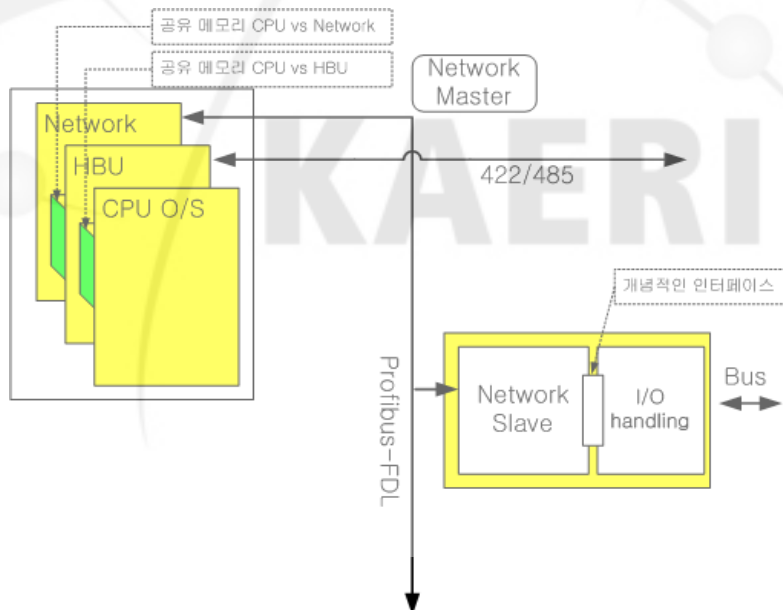 공유 메모리 CPU vs Network
공유 메모리 CPU vs HBU
Network
Master
Network
HBU
422/485
CPU O/S
KAERI
개념적인 인터페이스
Profibus-FDL
Network
Slave
I/O
handling
Bus